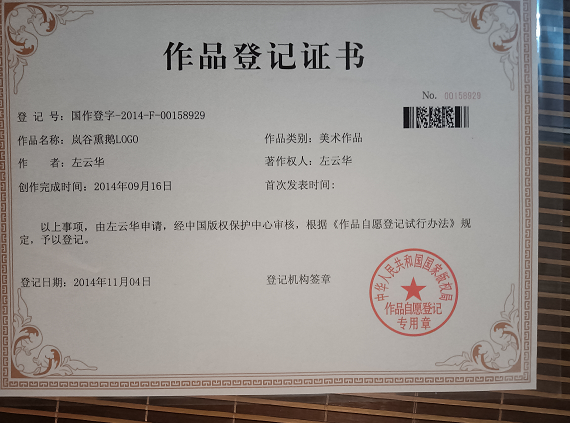 作品登记证书
No. 00158929
登 记 号：国作登字-2014-F-00158929
作品名称：岚谷熏鹅LOGO 作品类别：美术作品
作 者：左云华 著作权人：左云华
创作完成时间：2014年09月16日 首次发表时间：
以上事项，由左云华申请，经中国版权保护中心审核，根据《作品自愿登记试行办法》规
定，予以登记。
登记日期：2014年11月04日 登记机构签章
中华人民共和国国家版权局
作品自愿登记
专用章